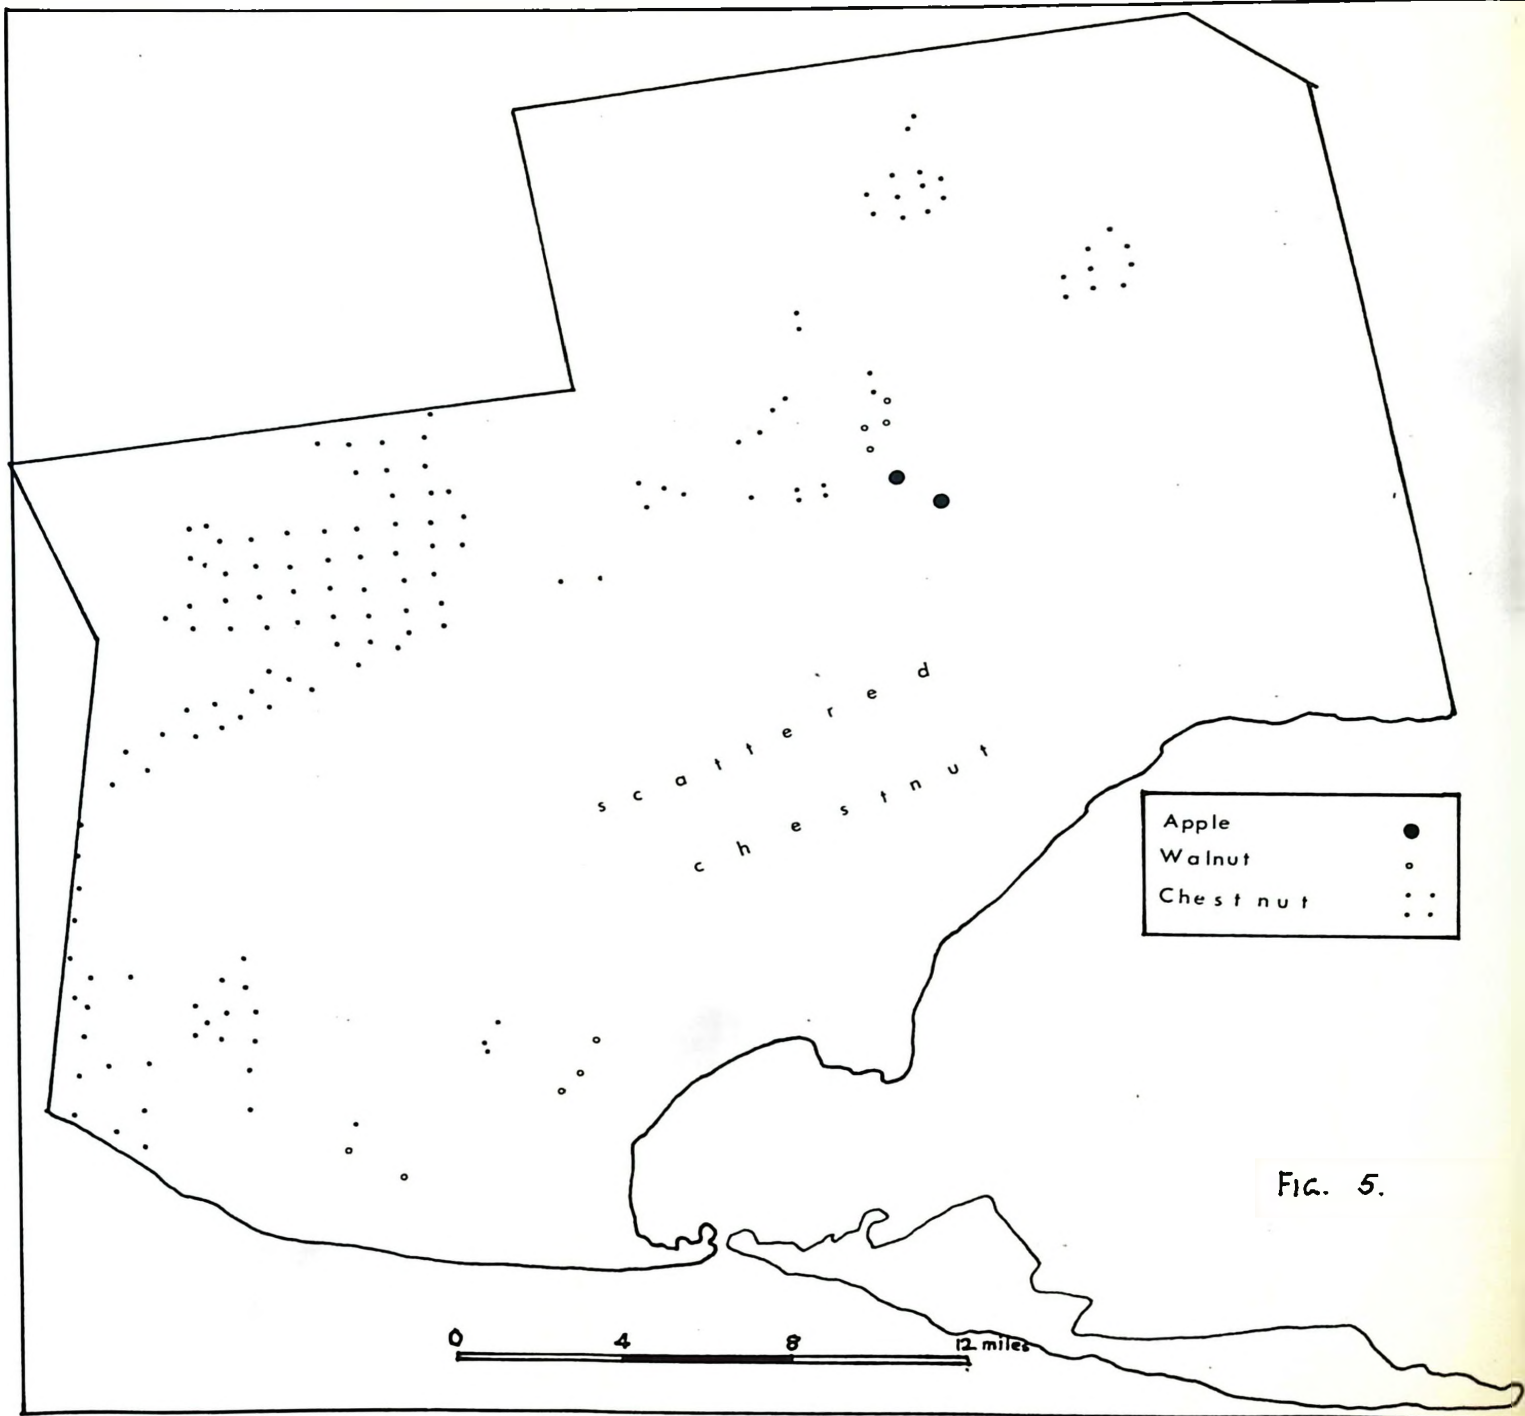 scattered
chestnut
Apple
Walnut
Chestnut
FIG. 5.
0 4 8 12 miles